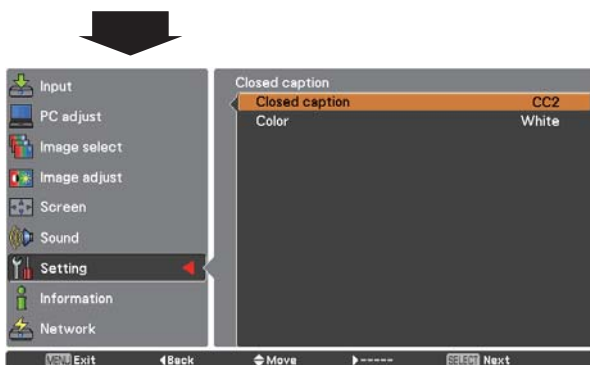 Input
PC adjust
Image select
Image adjust
Screen
Sound
Setting
Information
Network
Closed caption
Closed caption CC2
Color White
MENU Exit ◀Back Move ▶----- SELECT Next